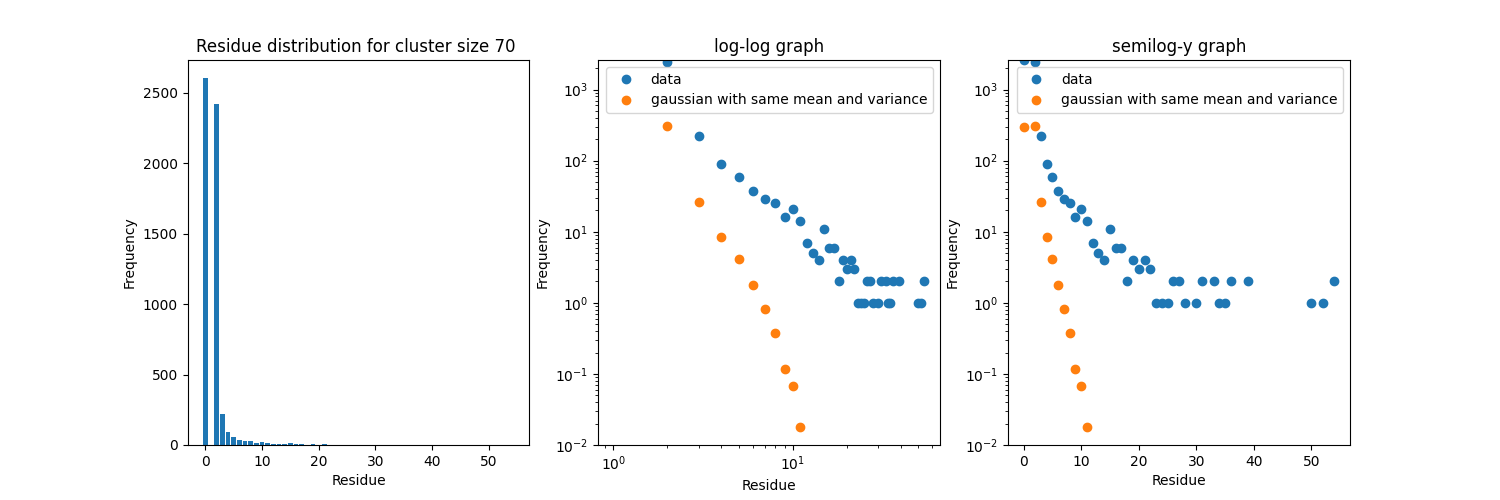 Residue distribution for cluster size 70
Frequency
2500
2000
1500
1000
500
0
0 10 20 30 40 50
Residue
log-log graph
data
gaussian with same mean and variance
Frequency
10³
10²
10¹
10⁰
10⁻¹
10⁻²
10⁰ 10¹
Residue
semilog-y graph
data
gaussian with same mean and variance
Frequency
10³
10²
10¹
10⁰
10⁻¹
10⁻²
0 10 20 30 40 50
Residue